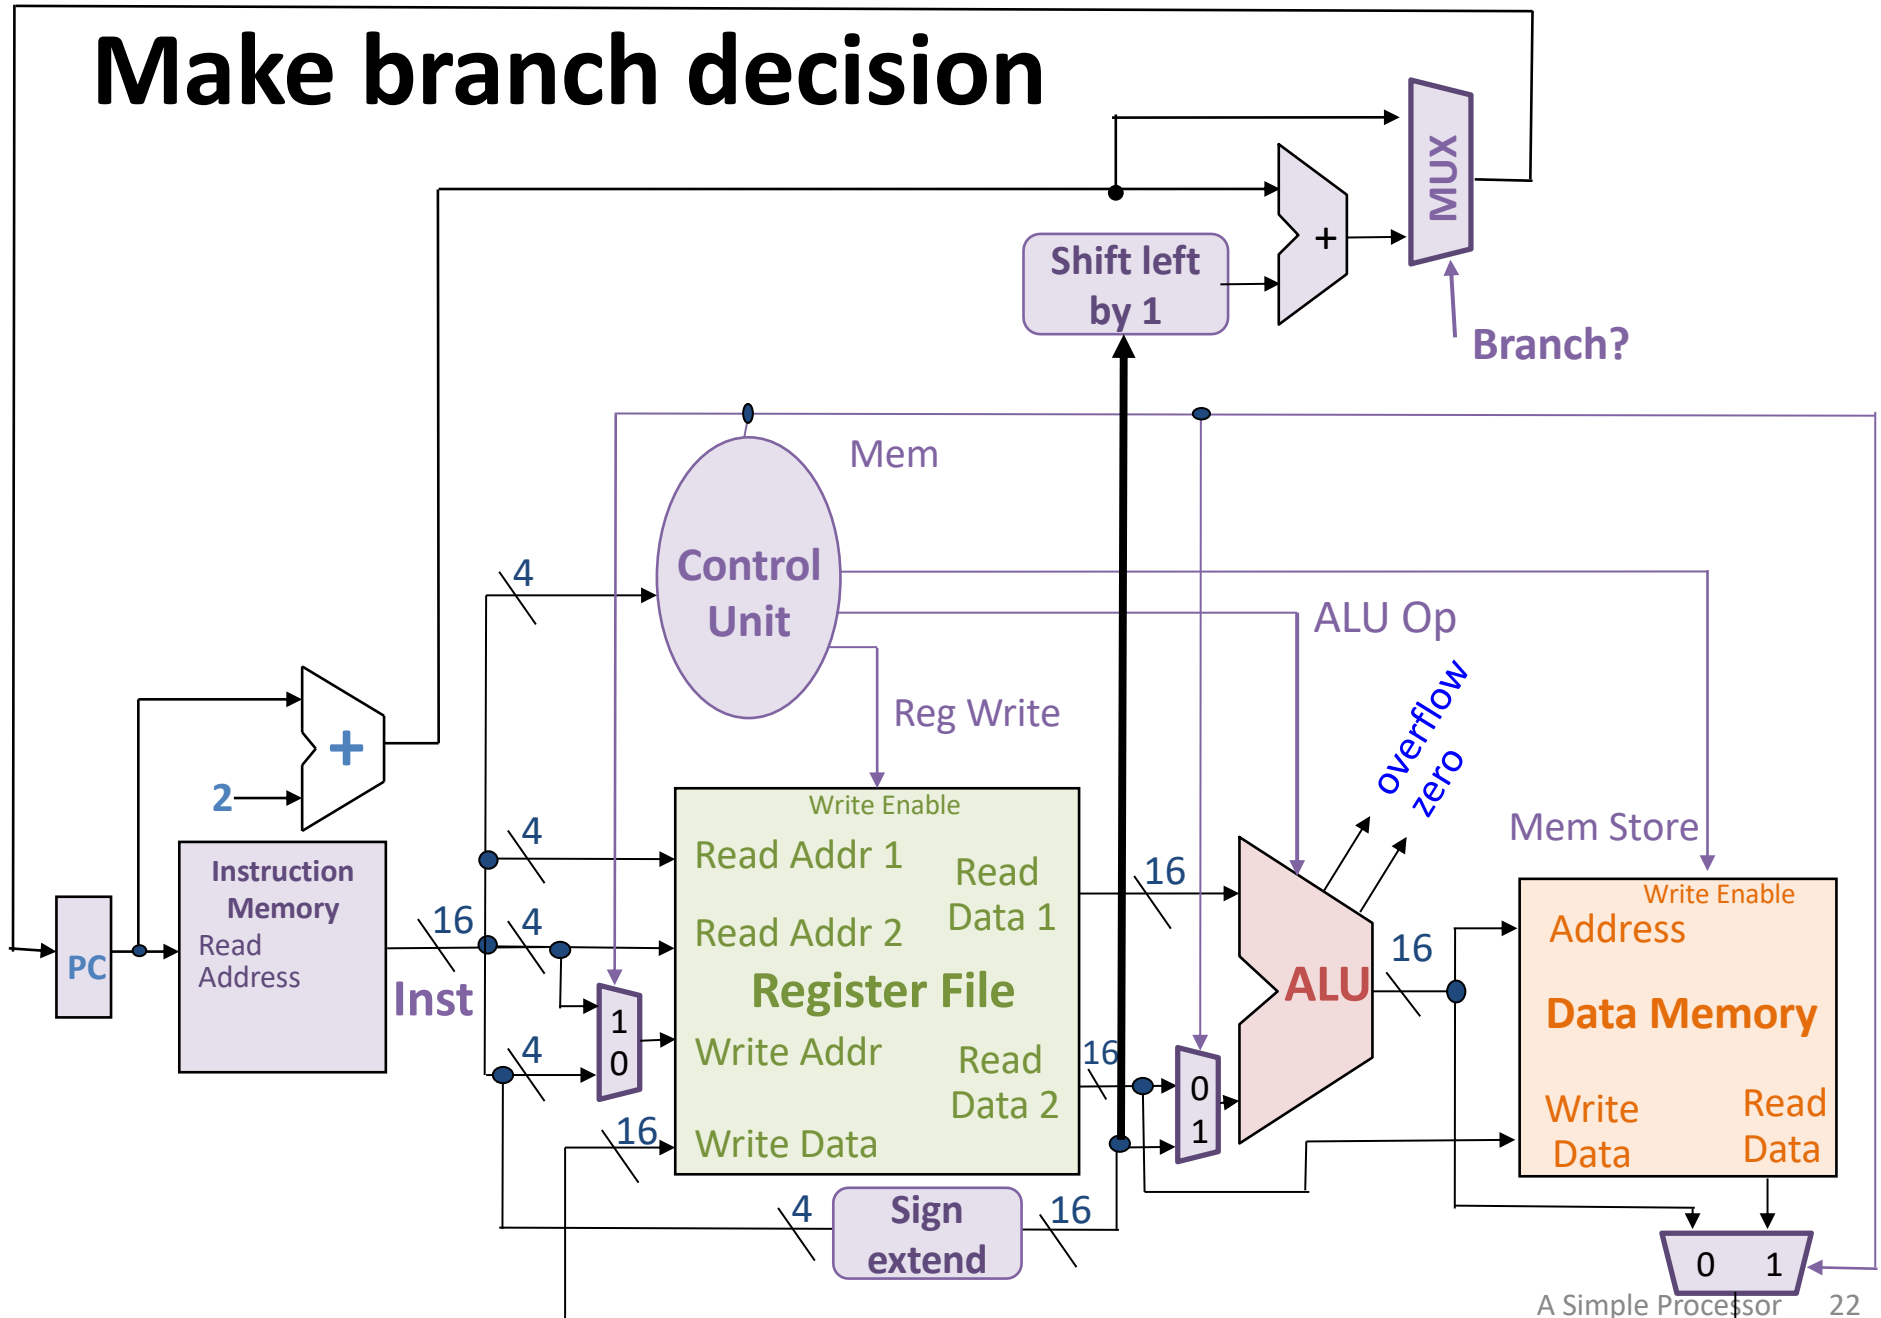 Make branch decision
MUX
+
Shift left
by 1
Branch?
Mem
Control
Unit
4
ALU Op
Reg Write
overflow
zero
+
2
Mem Store
Instruction
Memory
Read
Address
PC
16
Inst
4
4
4
1
0
Write Enable
Read Addr 1
Read
Data 1
Read Addr 2
Register File
Write Addr
Read
Data 2
Write Data
16
16
16
0
1
ALU
16
Write Enable
Address
Data Memory
Write
Data
Read
Data
4
Sign
extend
16
0 1
A Simple Processor 22